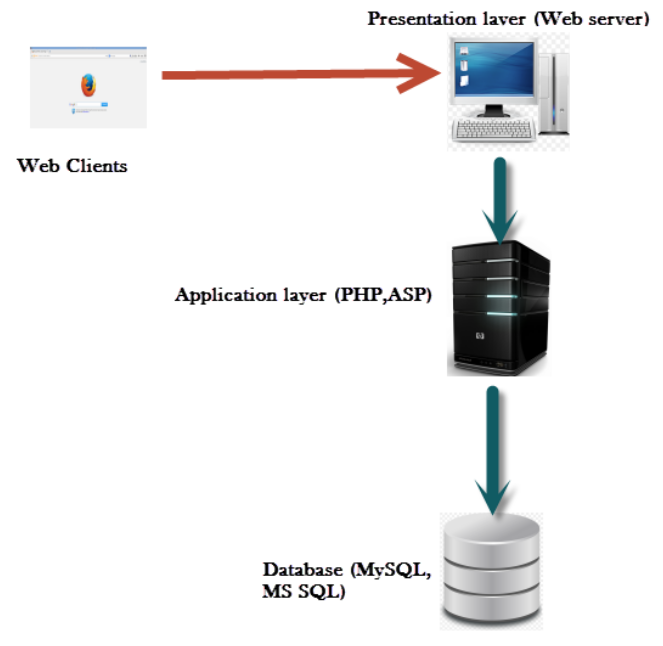 Presentation layer (Web server)
Web Clients
Application layer (PHP,ASP)
Database (MySQL,
MS SQL)